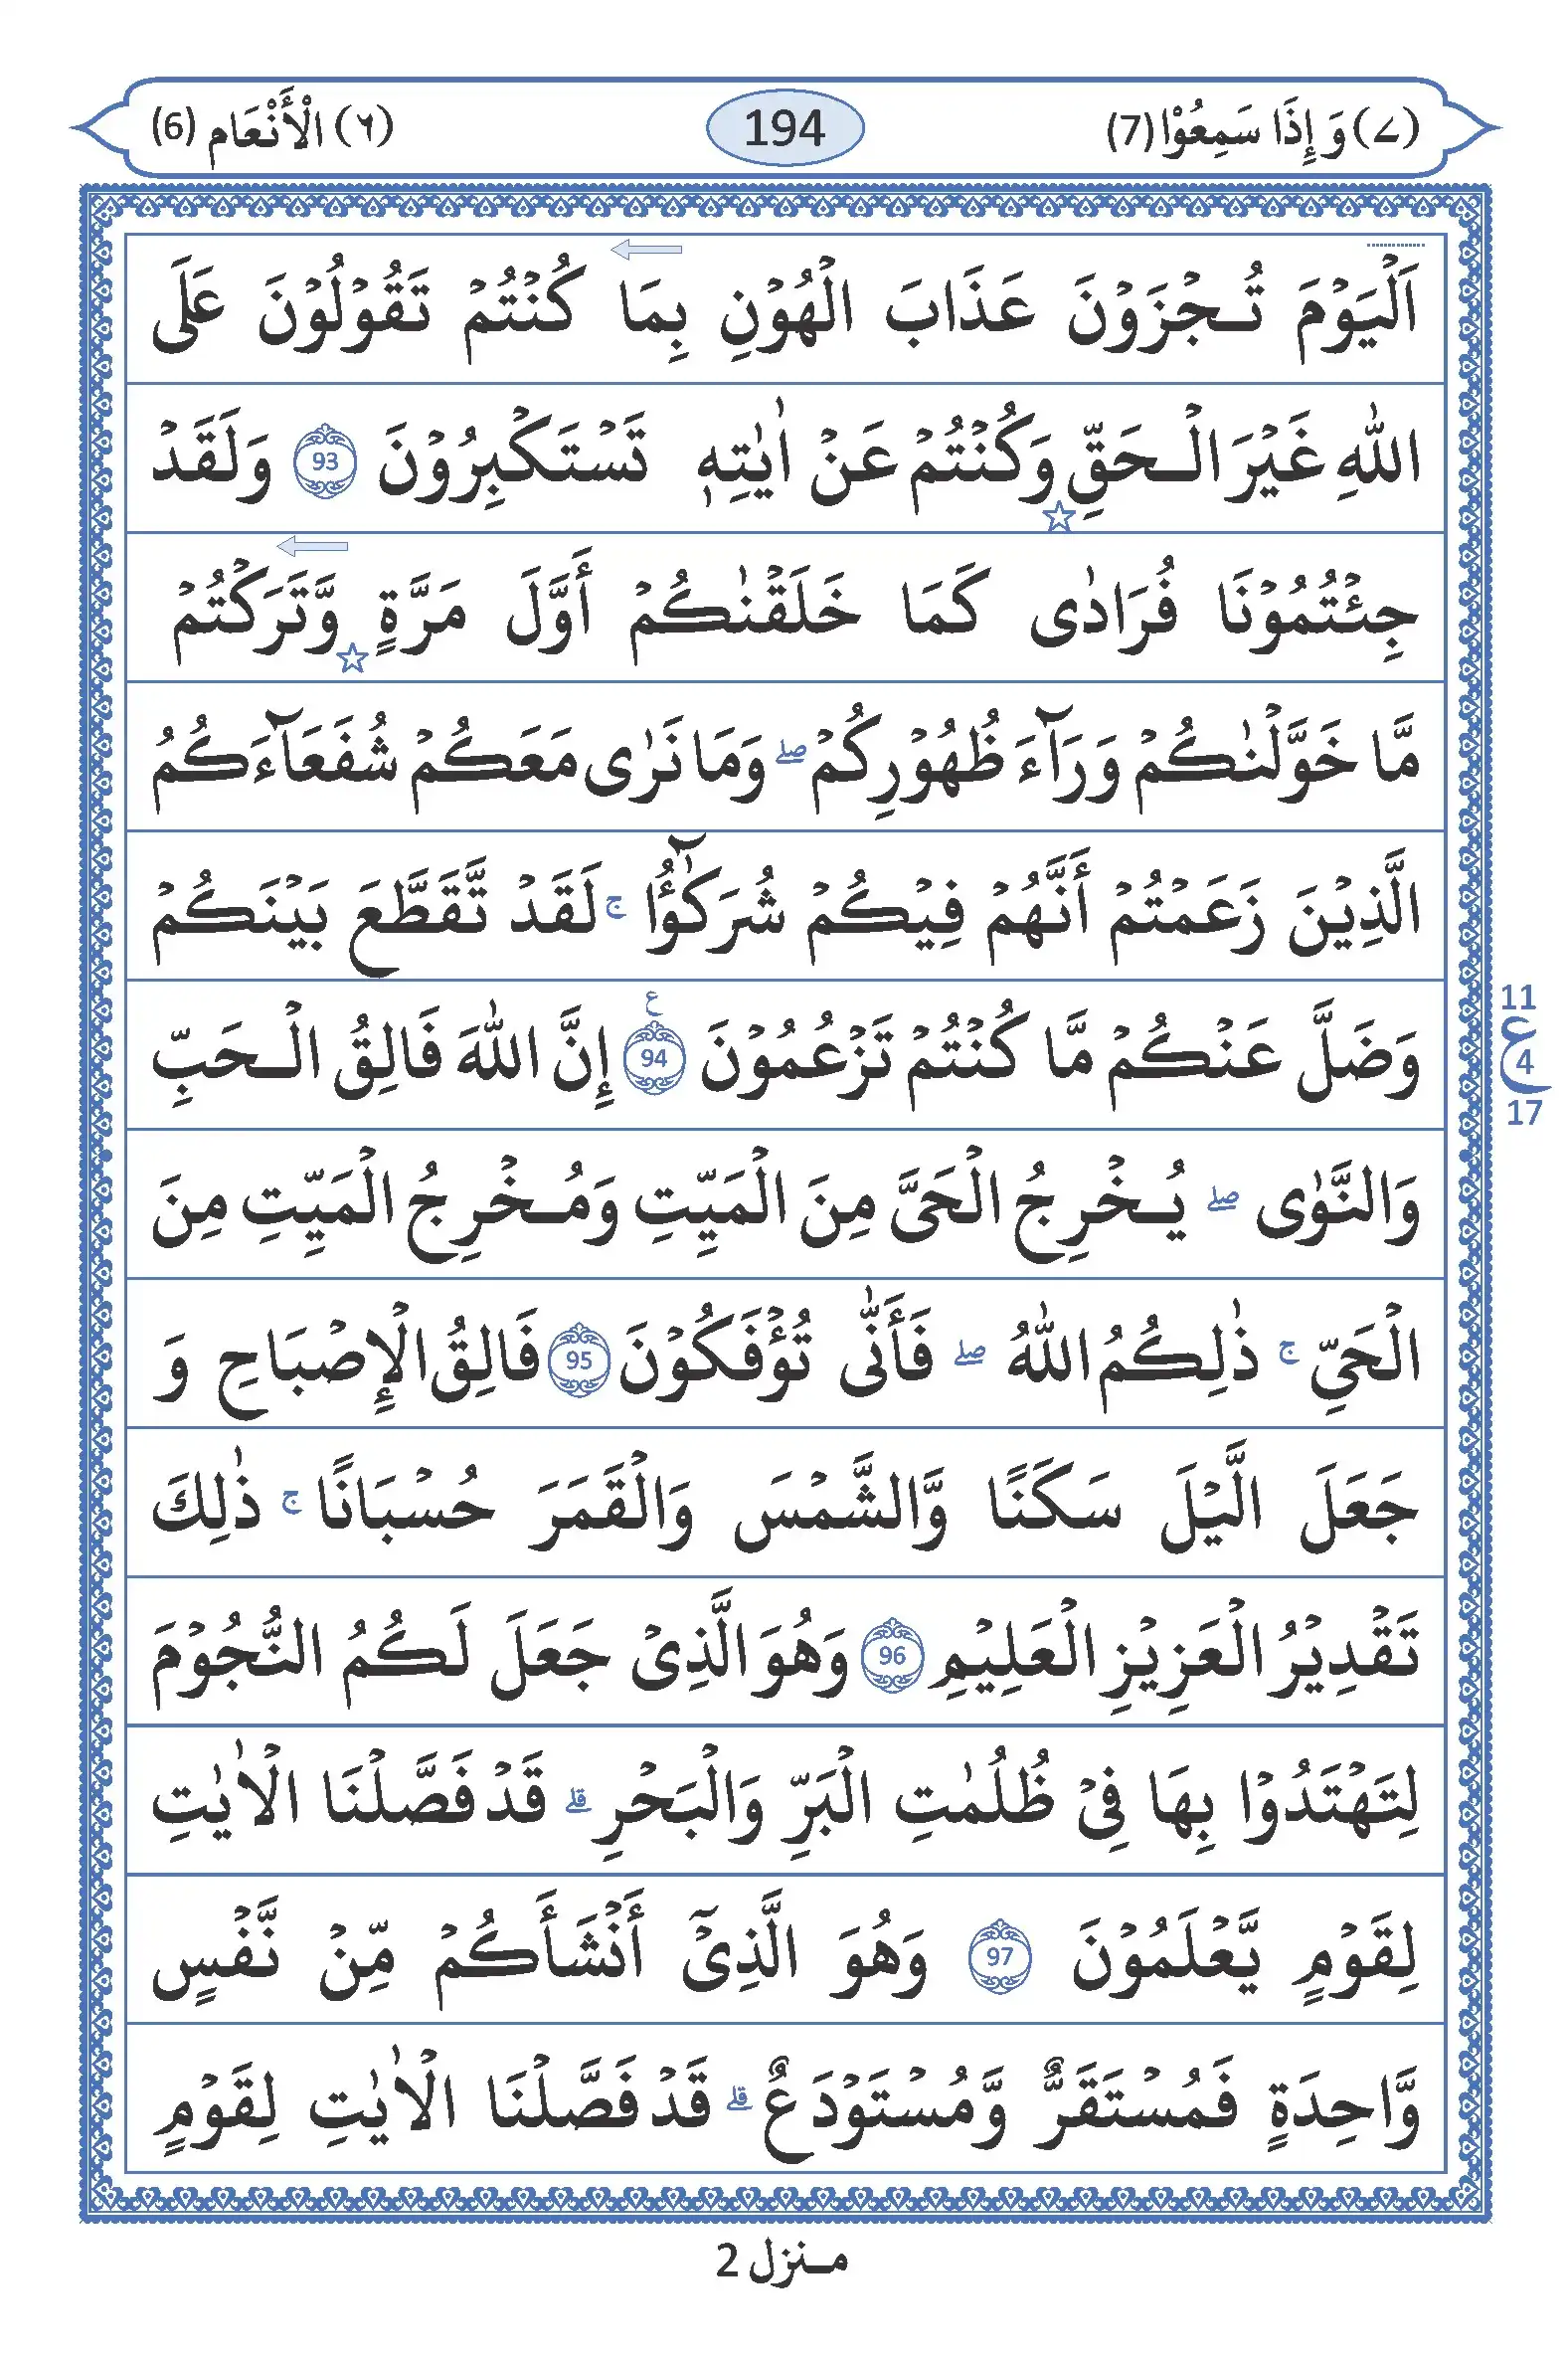 (٧) وَإِذَا سَمِعُوْا (7)
194
(٦) الْأَنْعَام (6)
اَلْيَوْمَ تُجْزَوْنَ عَذَابَ الْهُوْنِ بِمَا كُنْتُمْ تَقُوْلُوْنَ عَلَى
اللّٰهِ غَيْرَ الْحَقِّ وَكُنْتُمْ عَنْ اٰيٰتِهٖ تَسْتَكْبِرُوْنَ 93 وَلَقَدْ
جِئْتُمُوْنَا فُرَادٰى كَمَا خَلَقْنٰكُمْ أَوَّلَ مَرَّةٍ وَّتَرَكْتُمْ
مَّا خَوَّلْنٰكُمْ وَرَآءَ ظُهُوْرِكُمْ ۖ وَمَا نَرٰى مَعَكُمْ شُفَعَآءَكُمُ
الَّذِيْنَ زَعَمْتُمْ أَنَّهُمْ فِيْكُمْ شُرَكٰٓؤُا ۚ لَقَدْ تَّقَطَّعَ بَيْنَكُمْ
وَضَلَّ عَنْكُمْ مَّا كُنْتُمْ تَزْعُمُوْنَ 94 ع إِنَّ اللّٰهَ فَالِقُ الْحَبِّ
11
ع 4
17
وَالنَّوٰى ۖ يُخْرِجُ الْحَيَّ مِنَ الْمَيِّتِ وَمُخْرِجُ الْمَيِّتِ مِنَ
الْحَيِّ ۚ ذٰلِكُمُ اللّٰهُ ۖ فَأَنّٰى تُؤْفَكُوْنَ 95 فَالِقُ الْإِصْبَاحِ وَ
جَعَلَ الَّيْلَ سَكَنًا وَّالشَّمْسَ وَالْقَمَرَ حُسْبَانًا ۚ ذٰلِكَ
تَقْدِيْرُ الْعَزِيْزِ الْعَلِيْمِ 96 وَهُوَ الَّذِيْ جَعَلَ لَكُمُ النُّجُوْمَ
لِتَهْتَدُوْا بِهَا فِيْ ظُلُمٰتِ الْبَرِّ وَالْبَحْرِ ۗ قَدْ فَصَّلْنَا الْاٰيٰتِ
لِقَوْمٍ يَّعْلَمُوْنَ 97 وَهُوَ الَّذِيْٓ أَنْشَأَكُمْ مِّنْ نَّفْسٍ
وَّاحِدَةٍ فَمُسْتَقَرٌّ وَّمُسْتَوْدَعٌ ۗ قَدْ فَصَّلْنَا الْاٰيٰتِ لِقَوْمٍ
مـنزل 2